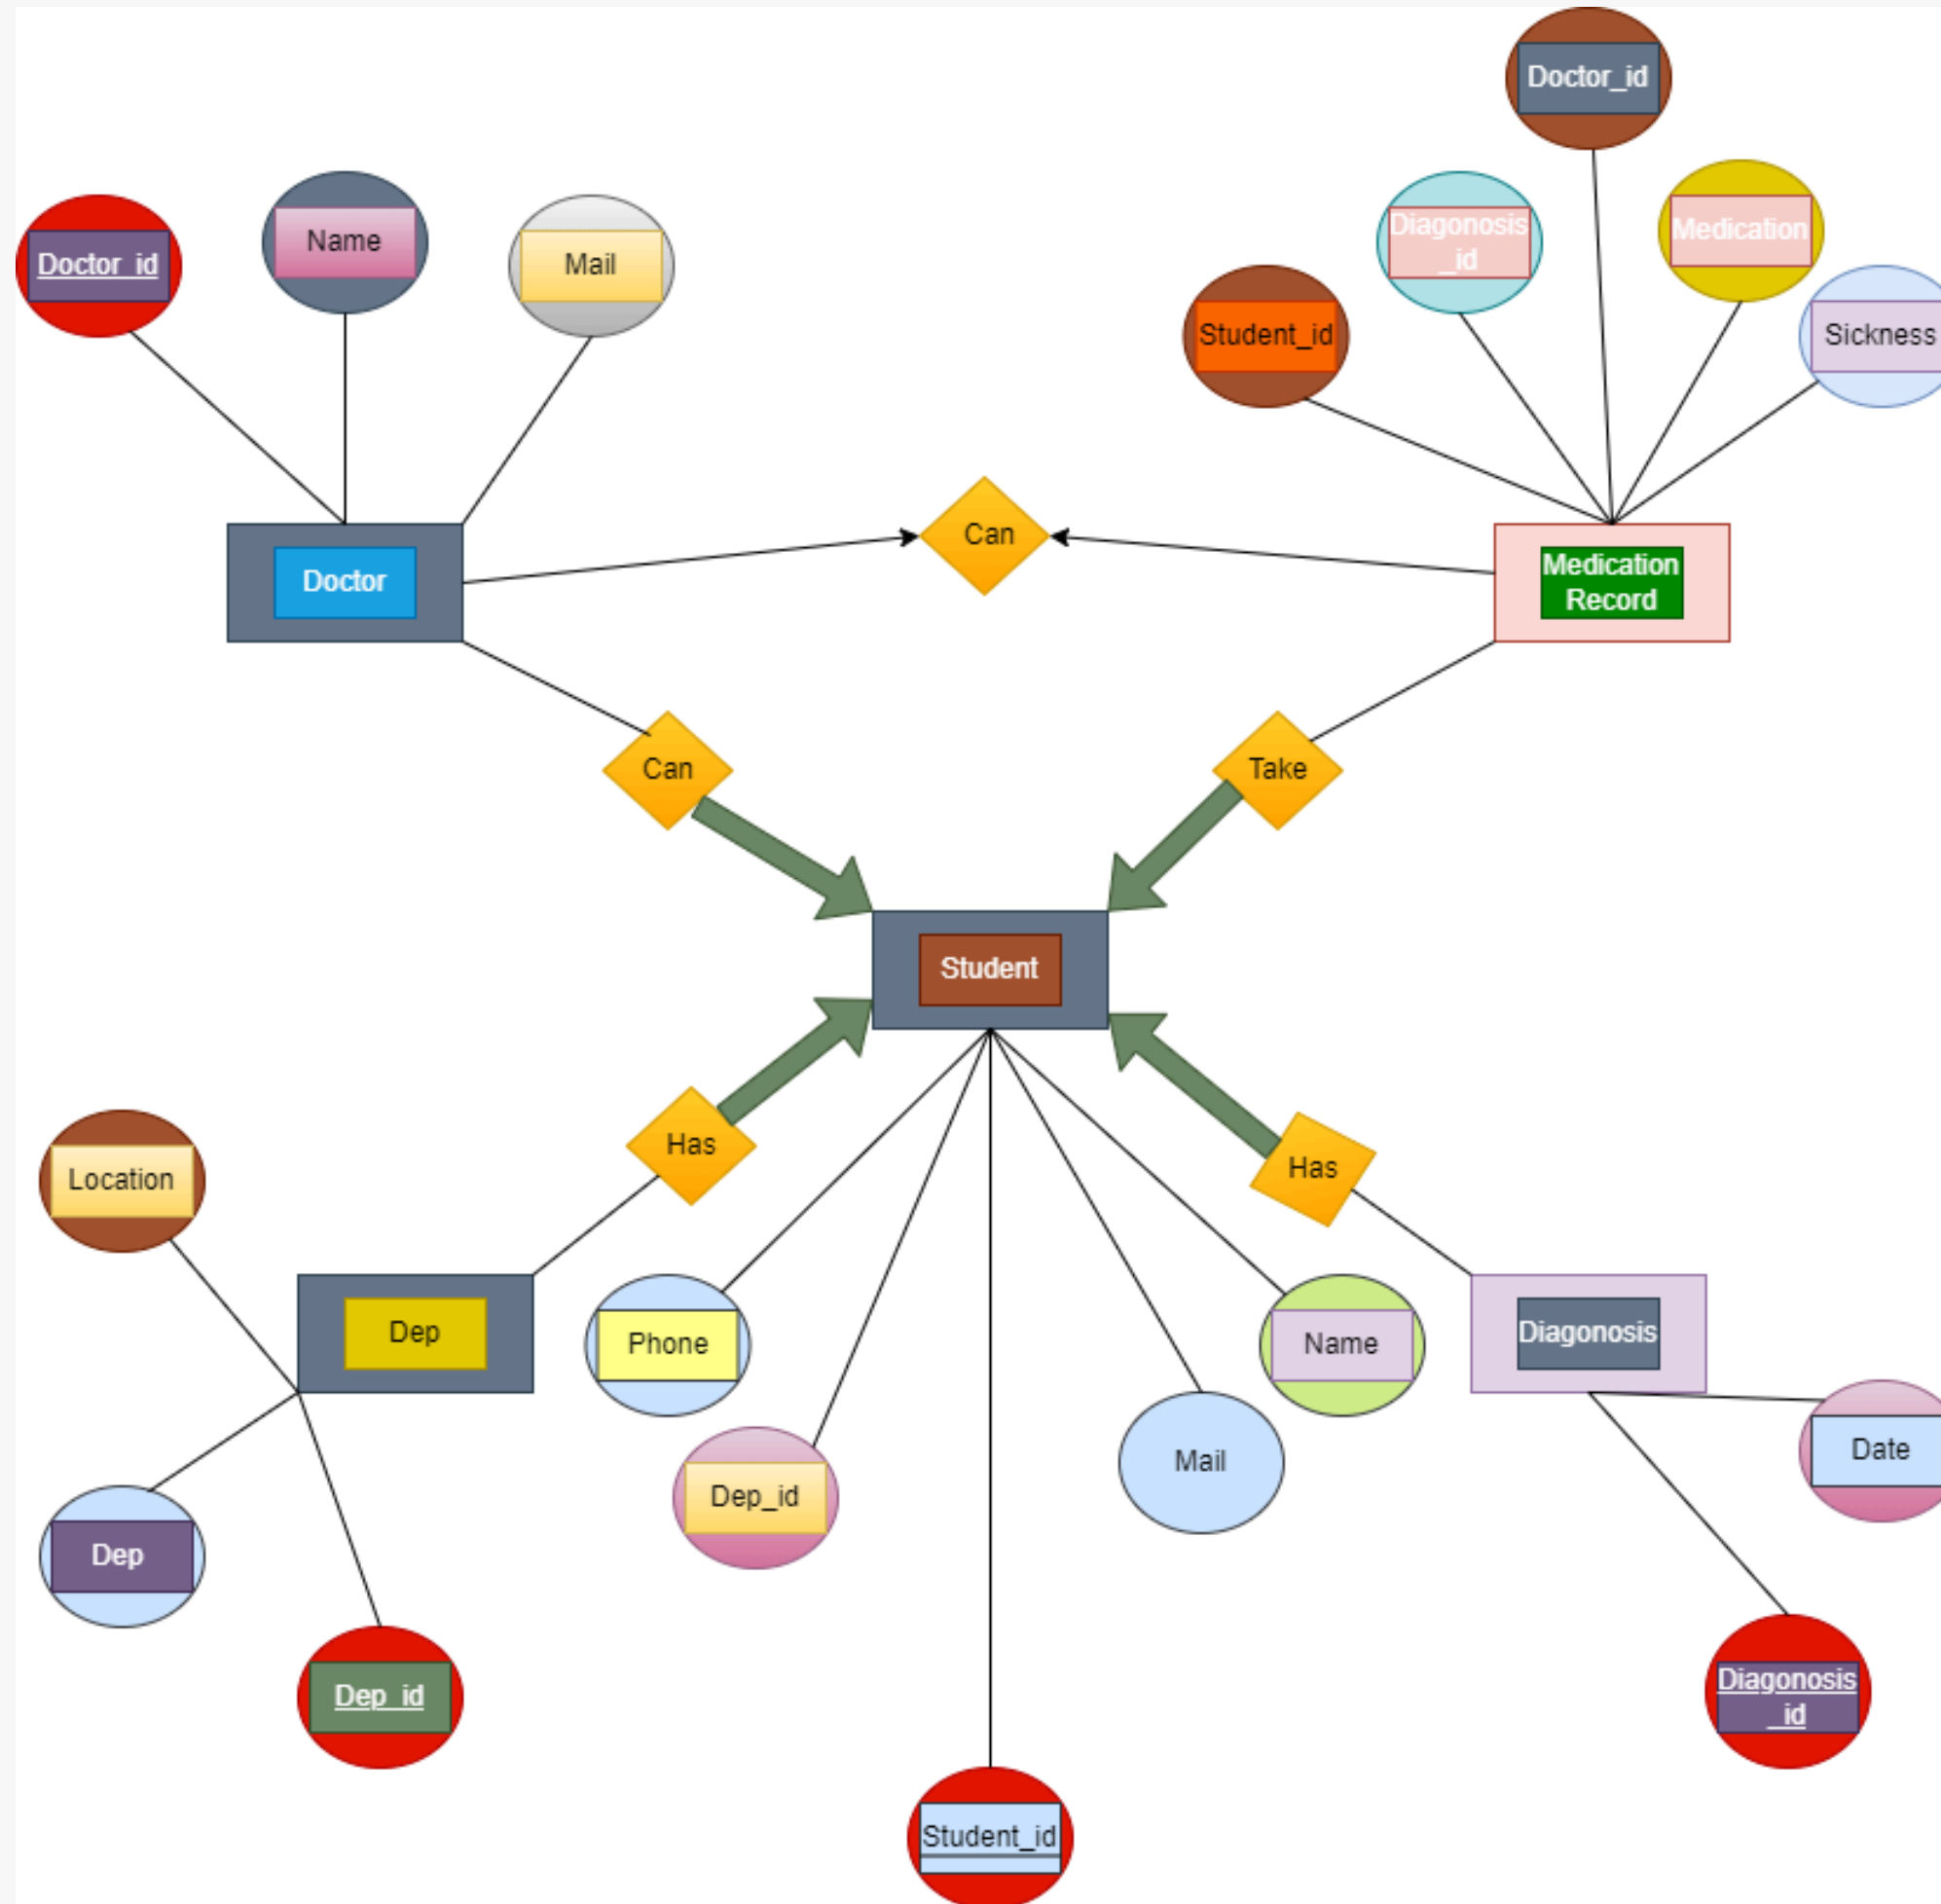 Doctor_id
Doctor_id
Name
Mail
Diagonosis
_id
Medication
Student_id
Sickness
Can
Doctor
Medication
Record
Can
Take
Student
Has
Has
Location
Dep
Phone
Name
Diagonosis
Dep_id
Mail
Date
Dep
Dep_id
Diagonosis
_id
Student_id